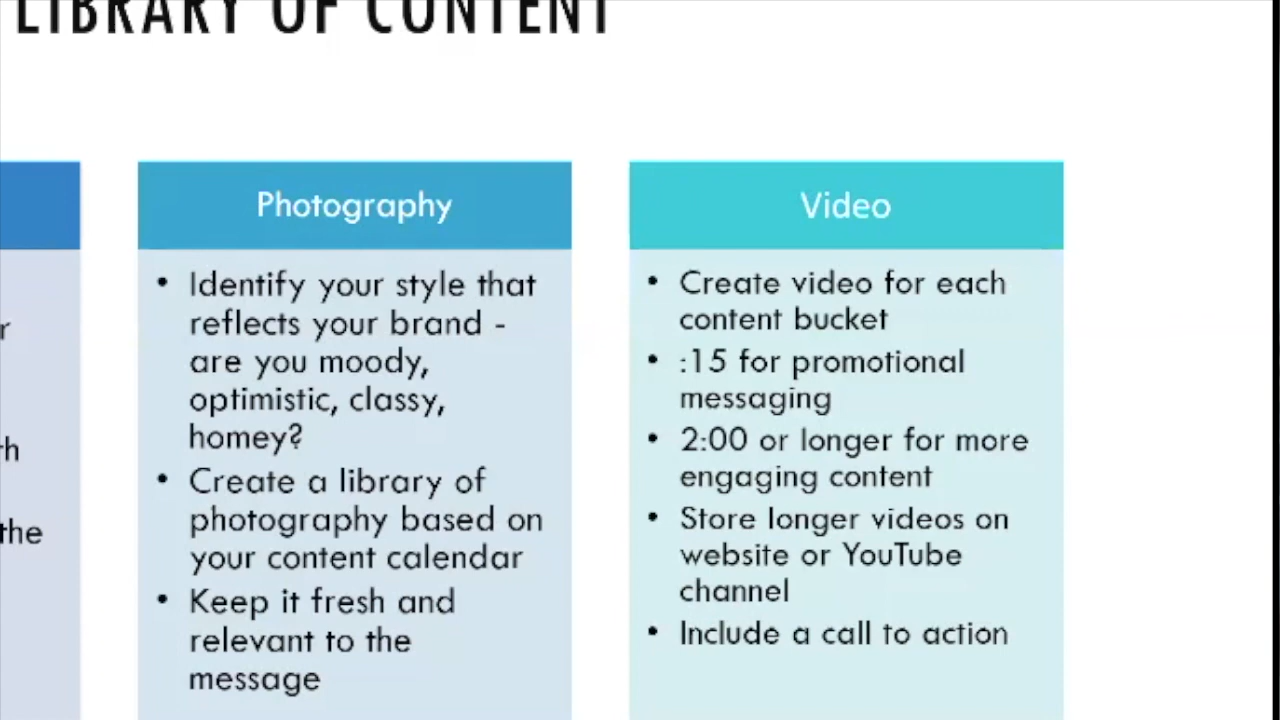 LIBRARY OF CONTENT
Photography
• Identify your style that
reflects your brand -
are you moody,
optimistic, classy,
homey?
• Create a library of
photography based on
your content calendar
• Keep it fresh and
relevant to the
message
Video
• Create video for each
content bucket
• :15 for promotional
messaging
• 2:00 or longer for more
engaging content
• Store longer videos on
website or YouTube
channel
• Include a call to action
the